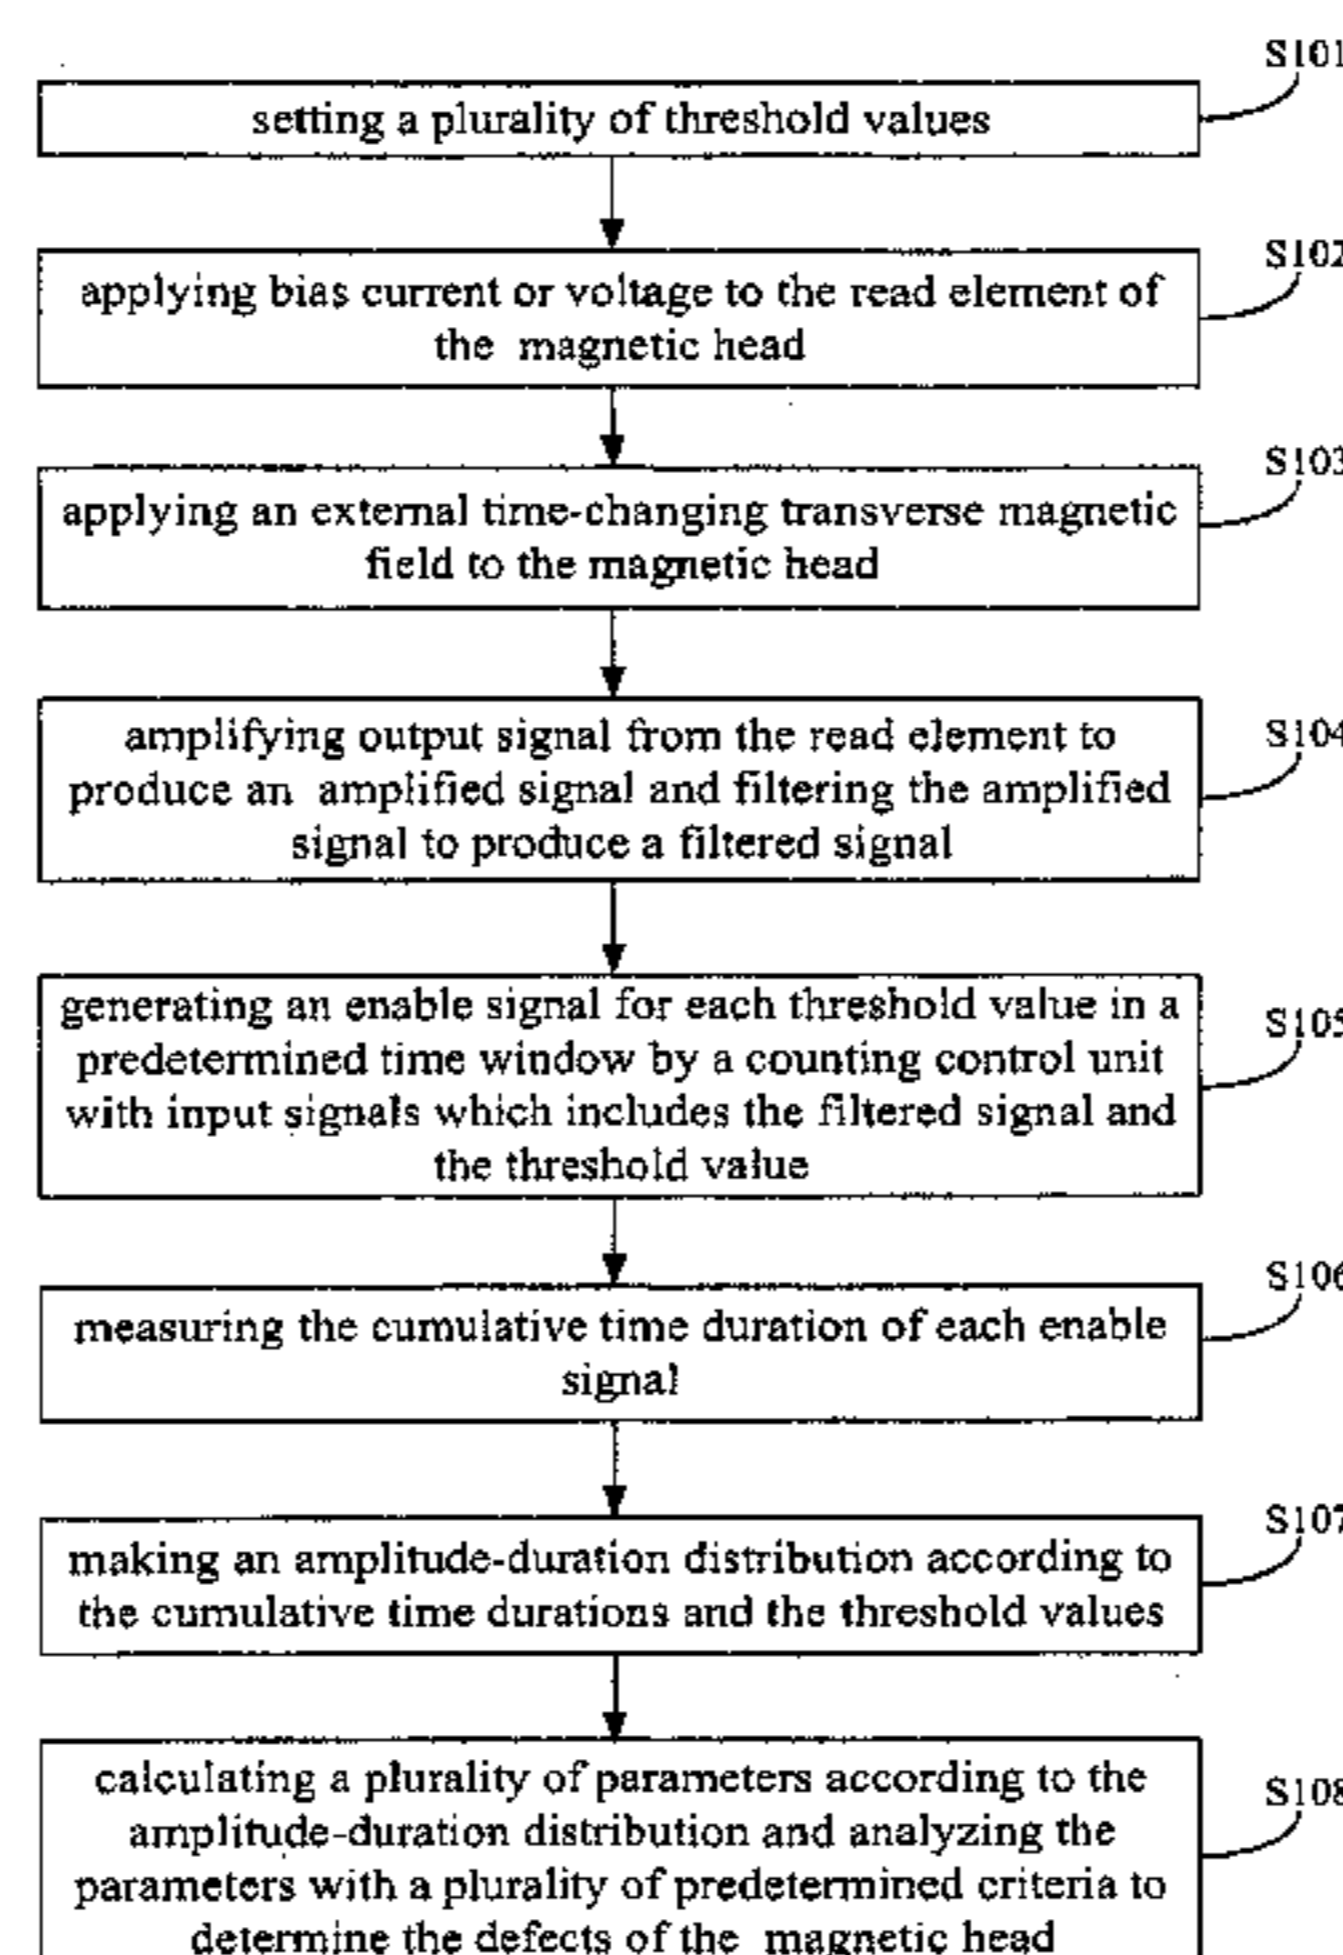 S101
setting a plurality of threshold values
S102
applying bias current or voltage to the read element of
the magnetic head
S103
applying an external time-changing transverse magnetic
field to the magnetic head
S104
amplifying output signal from the read element to
produce an amplified signal and filtering the amplified
signal to produce a filtered signal
generating an enable signal for each threshold value in a
S105
predetermined time window by a counting control unit
with input signals which includes the filtered signal and
the threshold value
S106
measuring the cumulative time duration of each enable
signal
S107
making an amplitude-duration distribution according to
the cumulative time durations and the threshold values
calculating a plurality of parameters according to the
S108
amplitude-duration distribution and analyzing the
parameters with a plurality of predetermined criteria to
determine the defects of the magnetic head